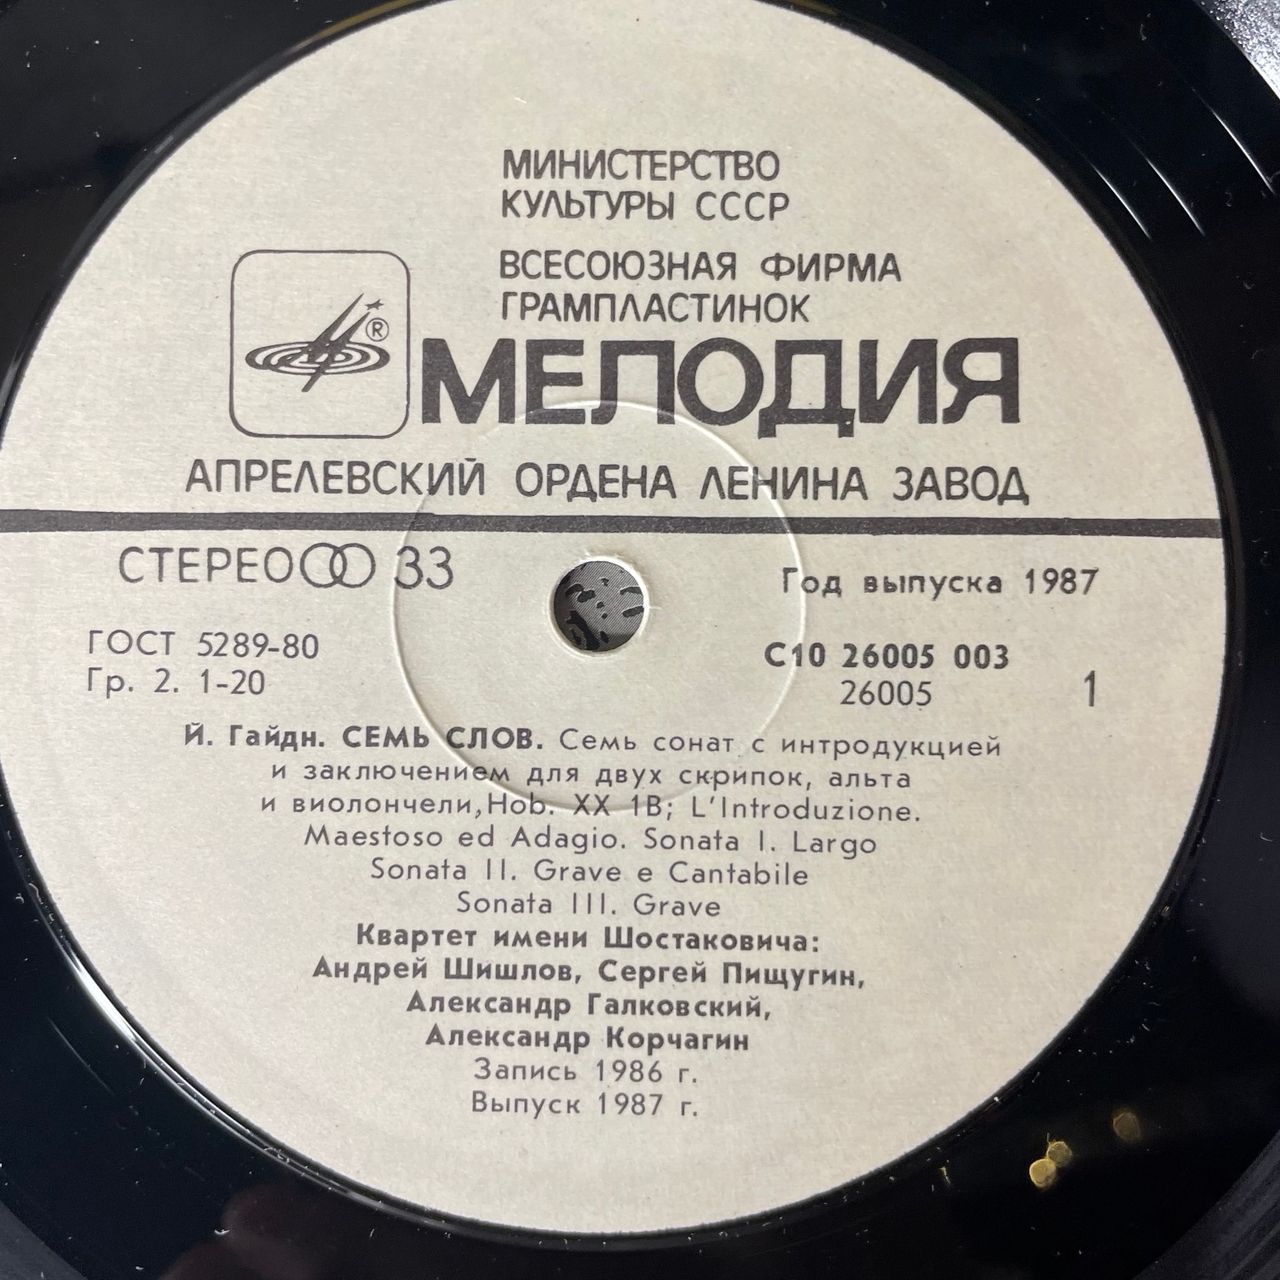 МИНИСТЕРСТВО
КУЛЬТУРЫ СССР
ВСЕСОЮЗНАЯ ФИРМА
ГРАМПЛАСТИНОК
®
МЕЛОДИЯ
АПРЕЛЕВСКИЙ ОРДЕНА ЛЕНИНА ЗАВОД
СТЕРЕО 33
Год выпуска 1987
ГОСТ 5289-80
Гр. 2. 1-20
С10 26005 003
26005
1
Й. Гайдн. СЕМЬ СЛОВ. Семь сонат с интродукцией
и заключением для двух скрипок, альта
и виолончели,Hob. XX 1B; L'Introduzione.
Maestoso ed Adagio. Sonata I. Largo
Sonata II. Grave e Cantabile
Sonata III. Grave
Квартет имени Шостаковича:
Андрей Шишлов, Сергей Пищугин,
Александр Галковский,
Александр Корчагин
Запись 1986 г.
Выпуск 1987 г.